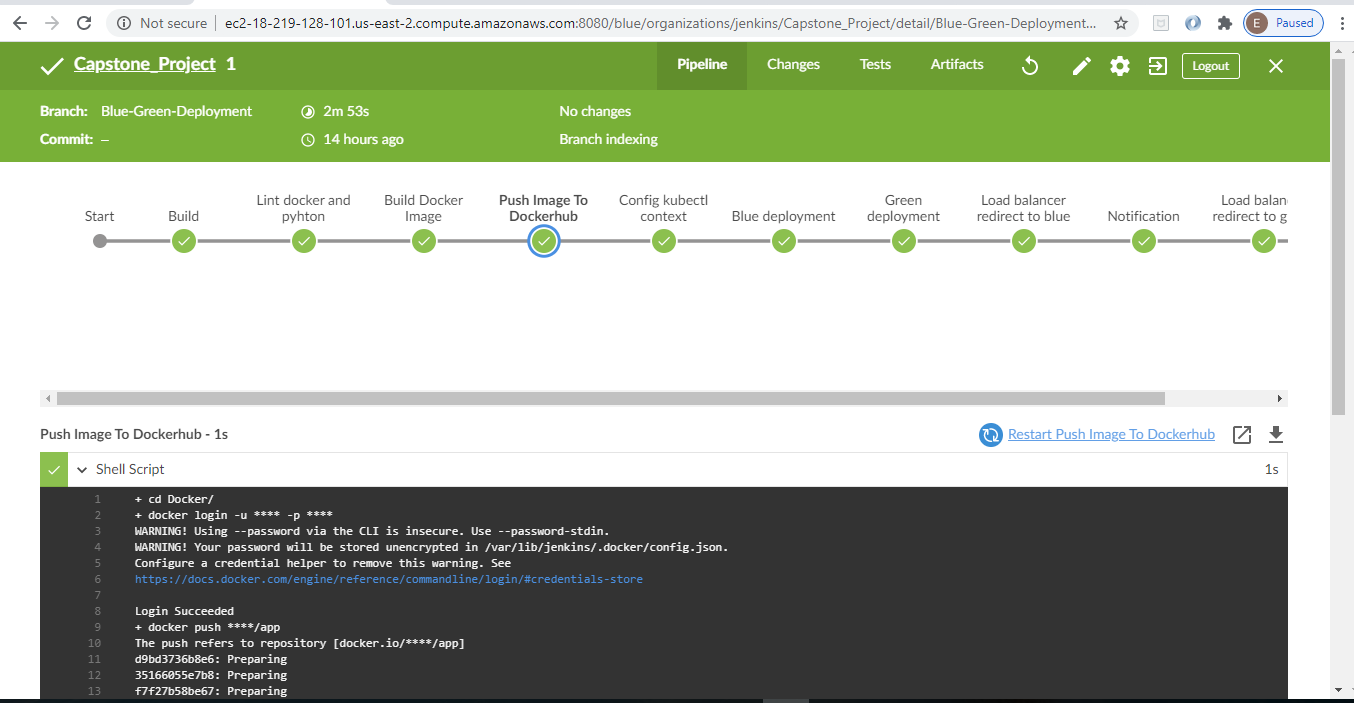 Not secure | ec2-18-219-128-101.us-east-2.compute.amazonaws.com:8080/blue/organizations/jenkins/Capstone_Project/detail/Blue-Green-Deployment... E Paused
Capstone_Project 1 Pipeline Changes Tests Artifacts Logout
Branch: Blue-Green-Deployment 2m 53s No changes
Commit: – 14 hours ago Branch indexing
Start
Build
Lint docker and
pyhton
Build Docker
Image
Push Image To
Dockerhub
Config kubectl
context
Blue deployment
Green
deployment
Load balancer
redirect to blue
Notification
Load balan
redirect to g
Push Image To Dockerhub - 1s Restart Push Image To Dockerhub
Shell Script 1s
1 + cd Docker/
2 + docker login -u **** -p ****
3 WARNING! Using --password via the CLI is insecure. Use --password-stdin.
4 WARNING! Your password will be stored unencrypted in /var/lib/jenkins/.docker/config.json.
5 Configure a credential helper to remove this warning. See
6 https://docs.docker.com/engine/reference/commandline/login/#credentials-store
7
8 Login Succeeded
9 + docker push ****/app
10 The push refers to repository [docker.io/****/app]
11 d9bd3736b8e6: Preparing
12 35166055e7b8: Preparing
13 f7f27b58be67: Preparing